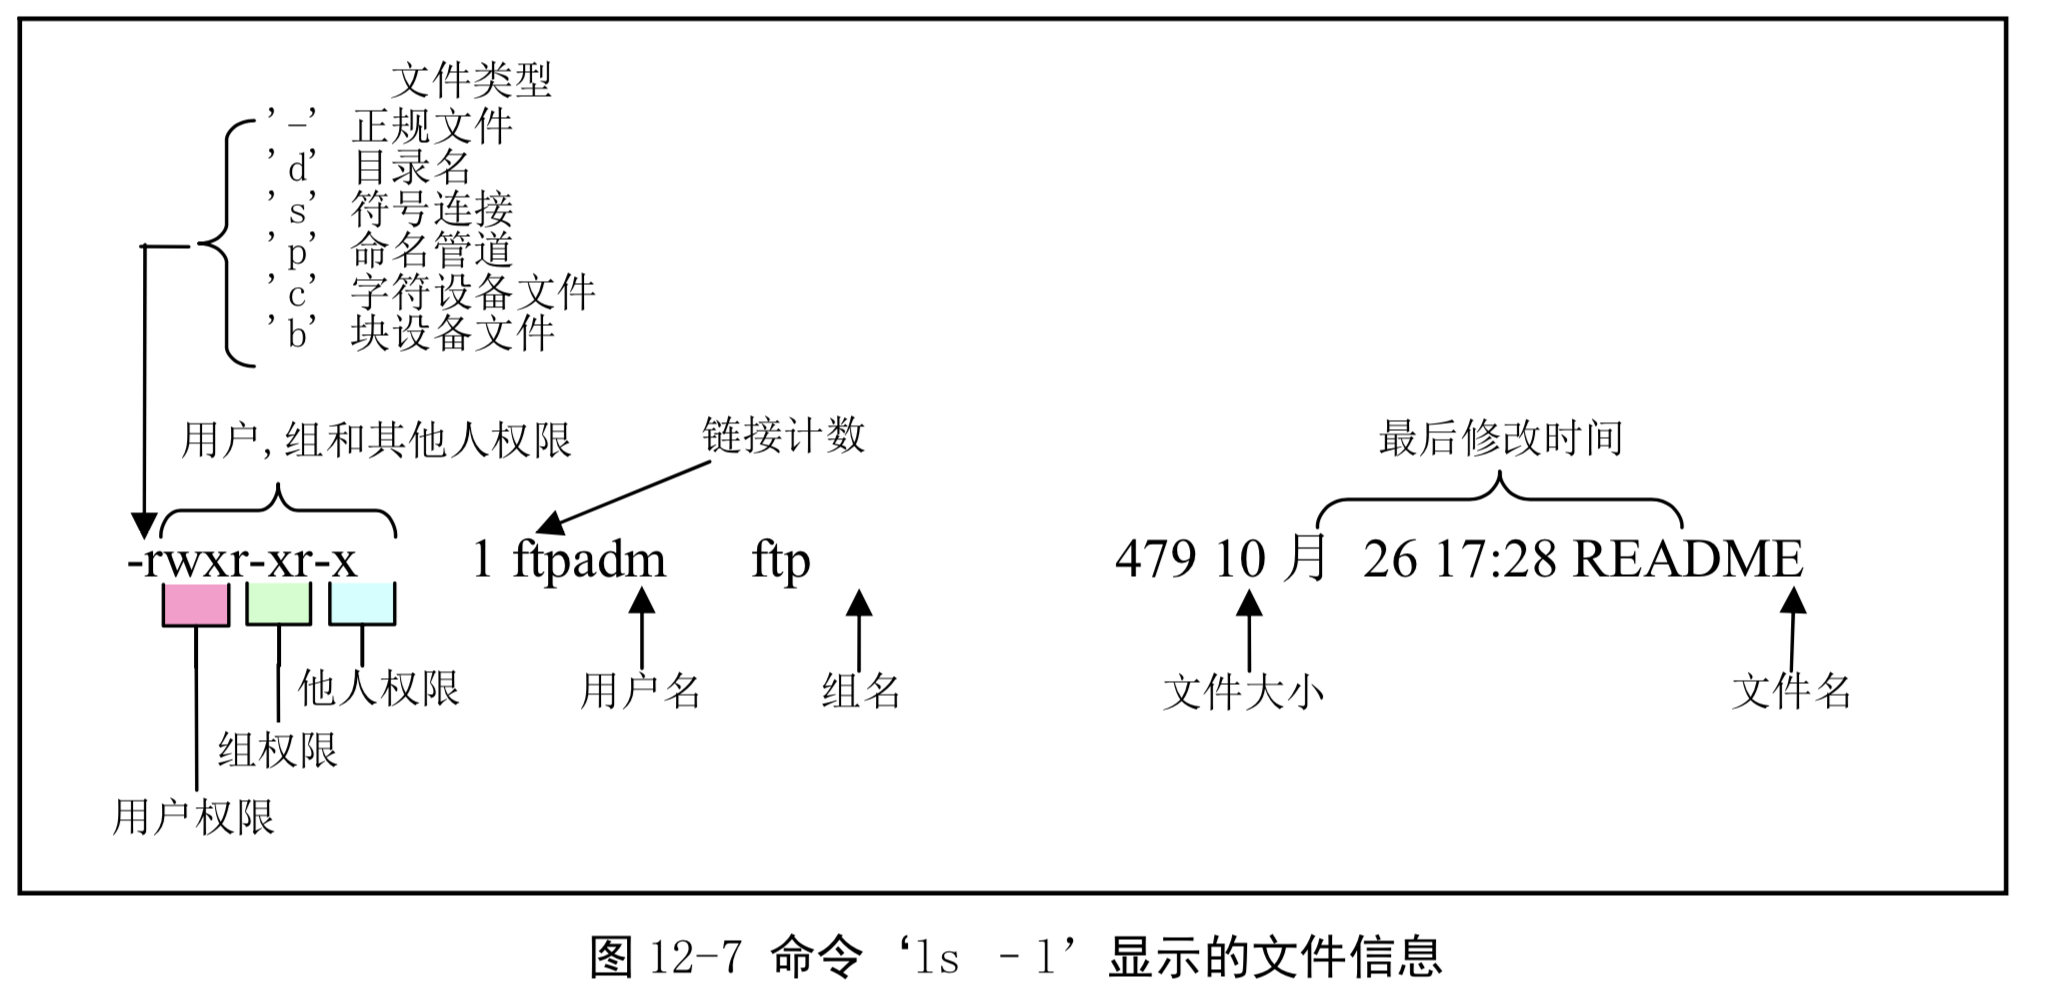 文件类型
'-' 正规文件
'd' 目录名
's' 符号连接
'p' 命名管道
'c' 字符设备文件
'b' 块设备文件
用户,组和其他人权限
链接计数
最后修改时间
-rwxr-xr-x 1 ftpadm ftp 479 10 月 26 17:28 README
他人权限
用户名
组名
文件大小
文件名
组权限
用户权限
图 12-7 命令‘ls -l’显示的文件信息